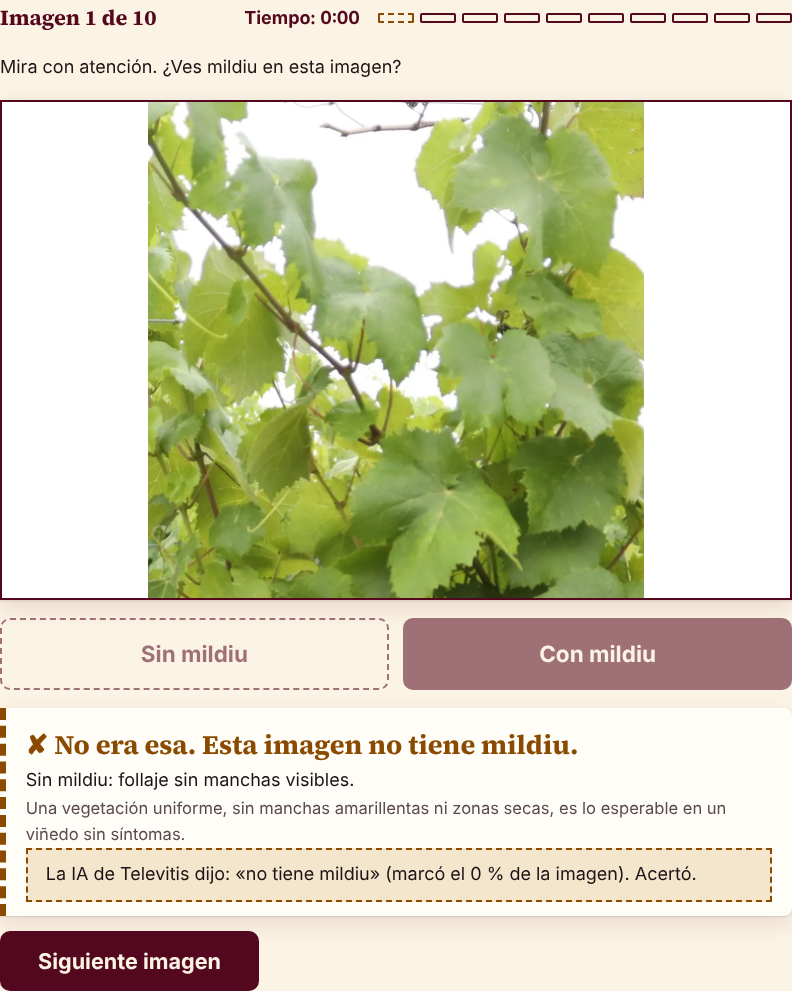 Imagen 1 de 10
Tiempo: 0:00
Mira con atención. ¿Ves mildiu en esta imagen?
Sin mildiu
Con mildiu
✘ No era esa. Esta imagen no tiene mildiu.
Sin mildiu: follaje sin manchas visibles.
Una vegetación uniforme, sin manchas amarillentas ni zonas secas, es lo esperable en un
viñedo sin síntomas.
La IA de Televitis dijo: «no tiene mildiu» (marcó el 0 % de la imagen). Acertó.
Siguiente imagen